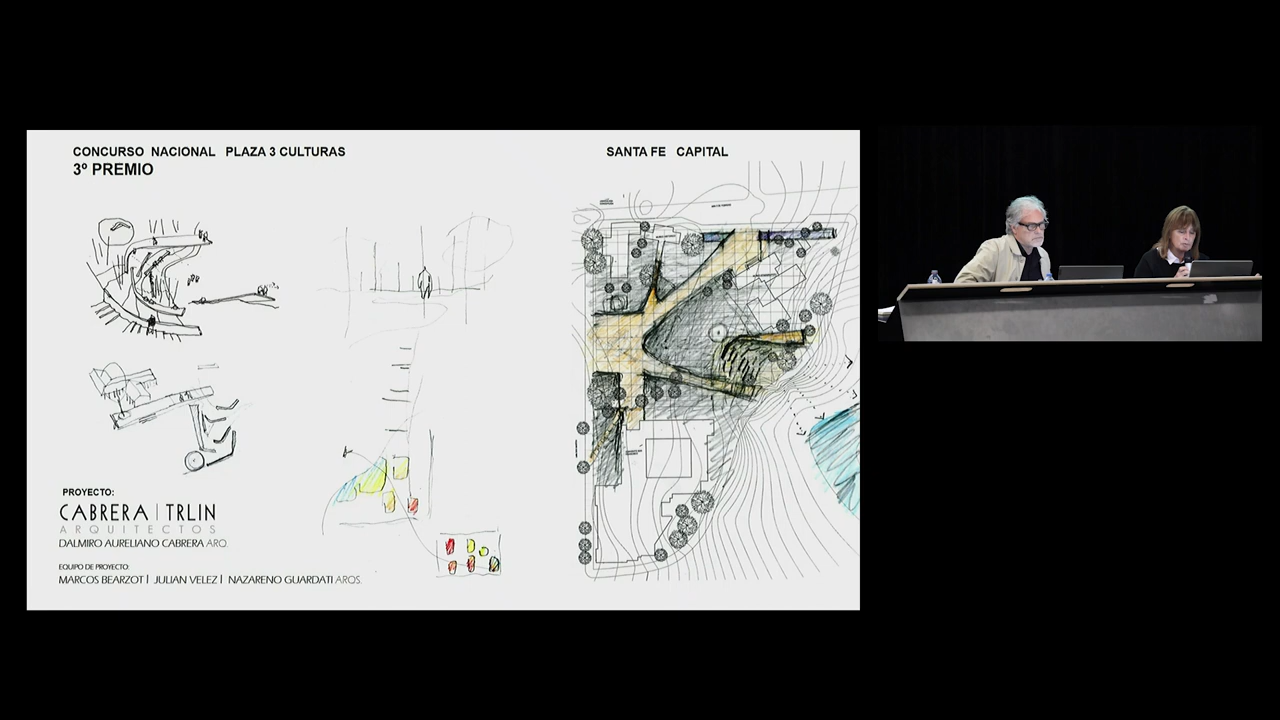 CONCURSO NACIONAL PLAZA 3 CULTURAS
3º PREMIO
SANTA FE CAPITAL
PROYECTO:
CABRERA | TRLIN
ARQUITECTOS
DALMIRO AURELIANO CABRERA ARQ.
EQUIPO DE PROYECTO:
MARCOS BEARZOT | JULIAN VELEZ | NAZARENO GUARDATI ARQS.